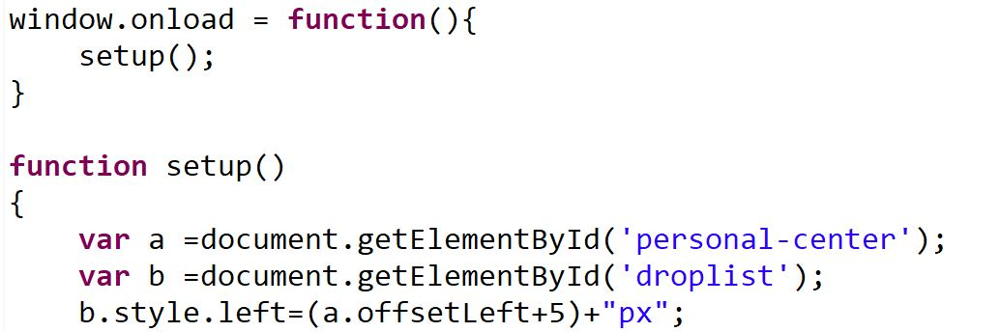 window.onload = function(){
    setup();
}

function setup()
{
    var a =document.getElementById('personal-center');
    var b =document.getElementById('droplist');
    b.style.left=(a.offsetLeft+5)+"px";